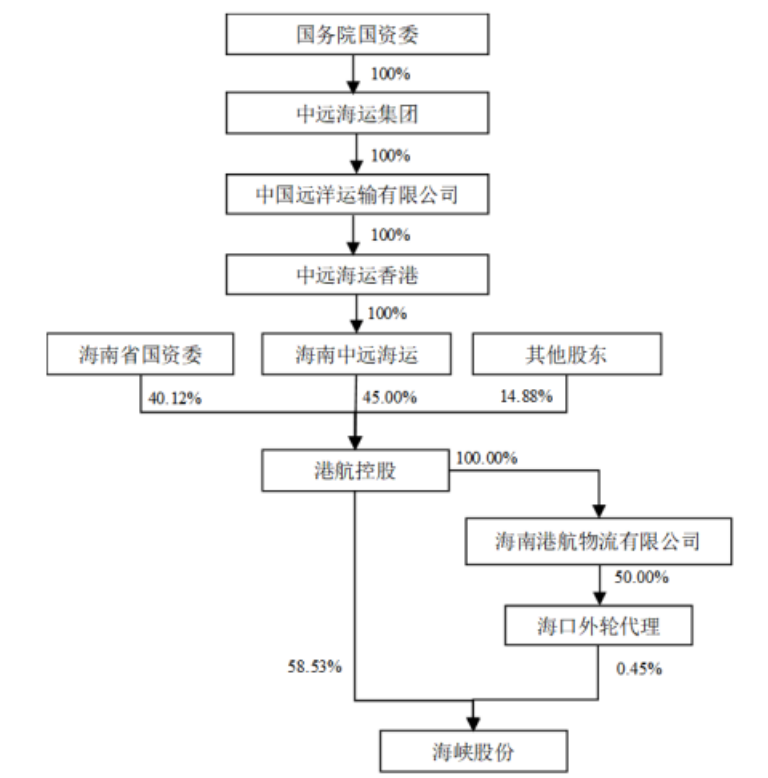 国务院国资委
100%
中远海运集团
100%
中国远洋运输有限公司
100%
中远海运香港
100%
海南省国资委
海南中远海运
其他股东
40.12%
45.00%
14.88%
港航控股
100.00%
海南港航物流有限公司
50.00%
海口外轮代理
58.53%
0.45%
海峡股份